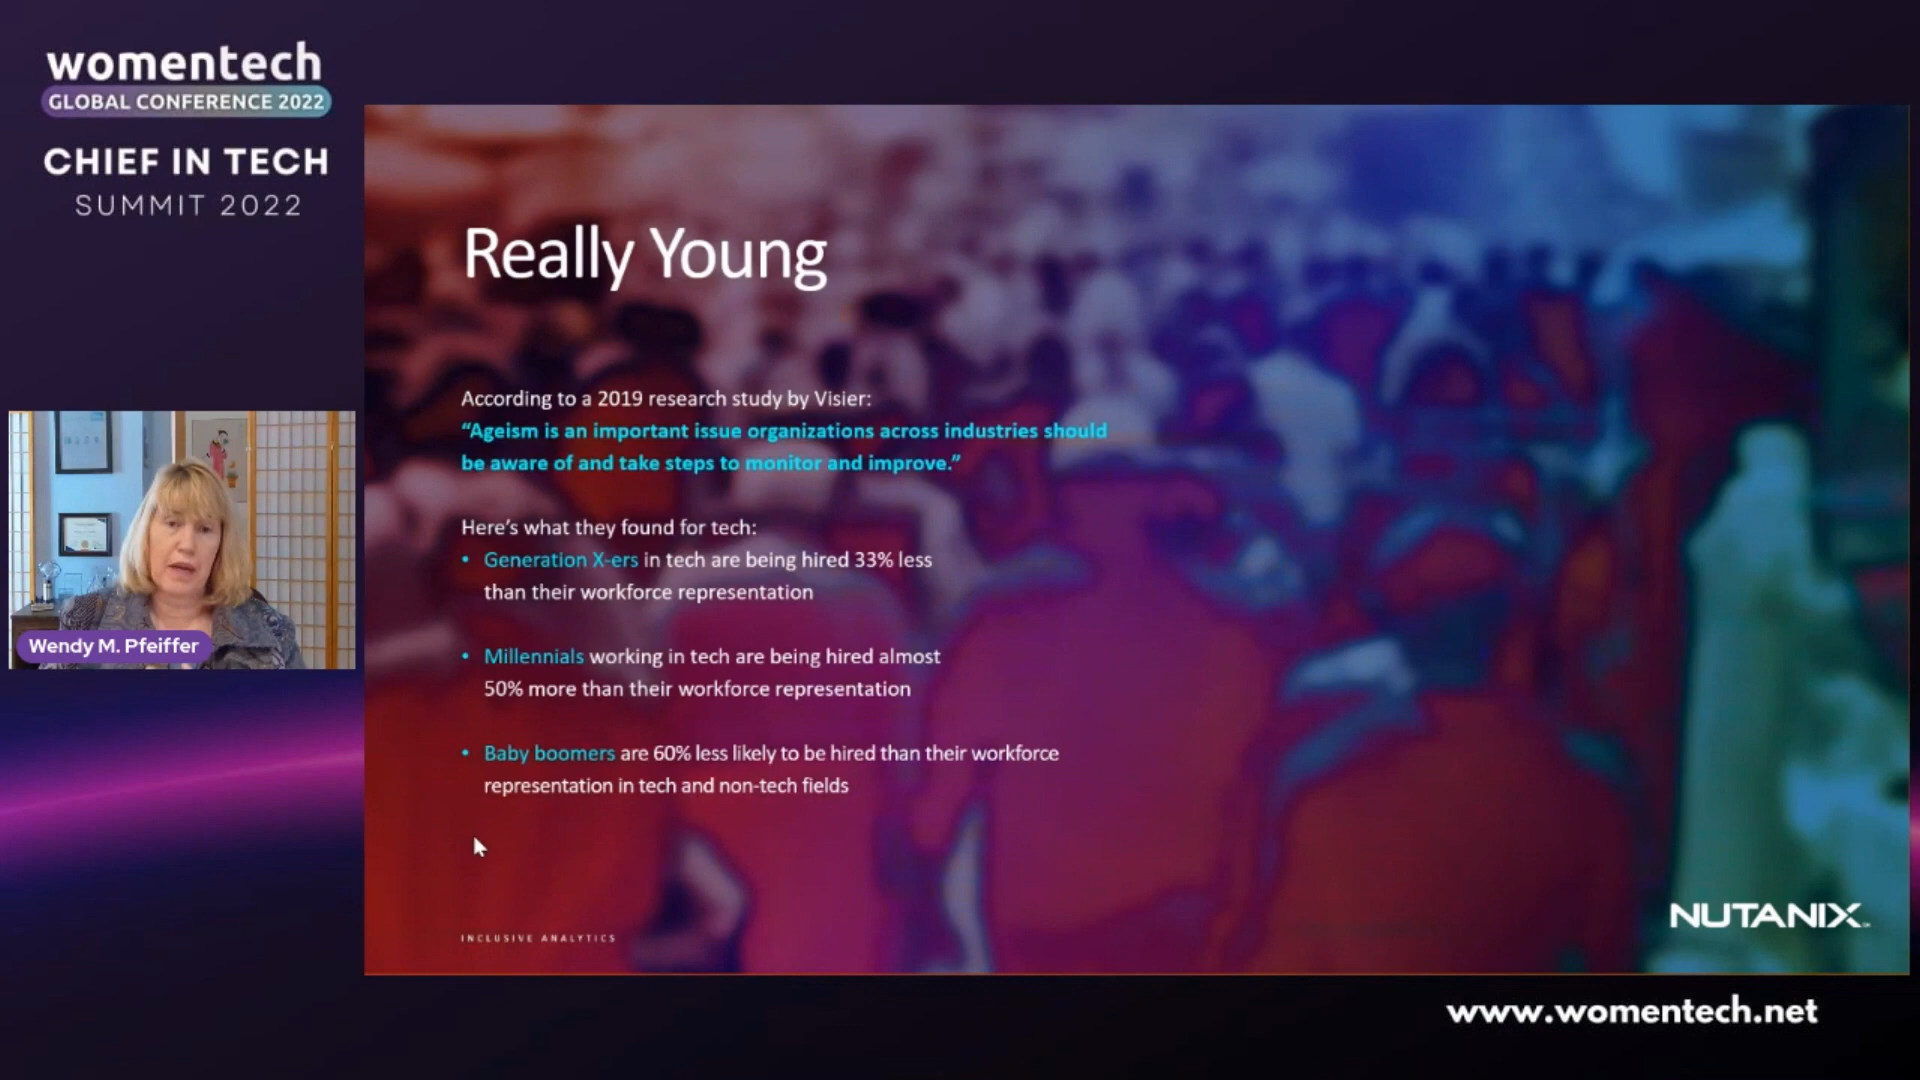 womentech
GLOBAL CONFERENCE 2022
CHIEF IN TECH
SUMMIT 2022
Wendy M. Pfeiffer
Really Young
According to a 2019 research study by Visier:
“Ageism is an important issue organizations across industries should
be aware of and take steps to monitor and improve.”
Here’s what they found for tech:
• Generation X-ers in tech are being hired 33% less
than their workforce representation
• Millennials working in tech are being hired almost
50% more than their workforce representation
• Baby boomers are 60% less likely to be hired than their workforce
representation in tech and non-tech fields
INCLUSIVE ANALYTICS
NUTANIX
www.womentech.net